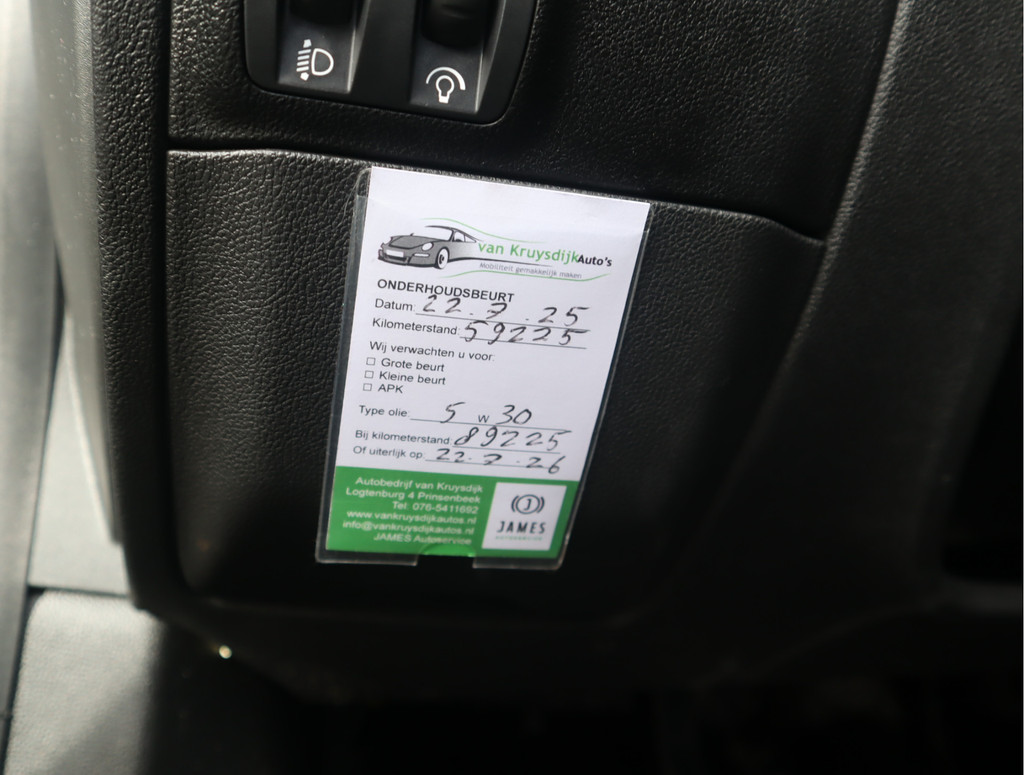 van Kruysdijk Auto's
Mobiliteit gemakkelijk maken
ONDERHOUDSBEURT
Datum: 22.7.25
Kilometerstand: 59225
Wij verwachten u voor:
Grote beurt
Kleine beurt
APK
Type olie: 5 W 30
Bij kilometerstand: 89225
Of uiterlijk op: 22.7.26
Autobedrijf van Kruysdijk
Logtenburg 4 Prinsenbeek
Tel: 076-5411692
www.vankruysdijkautos.nl
info@vankruysdijkautos.nl
JAMES Autoservice
J
JAMES
AUTOSERVICE